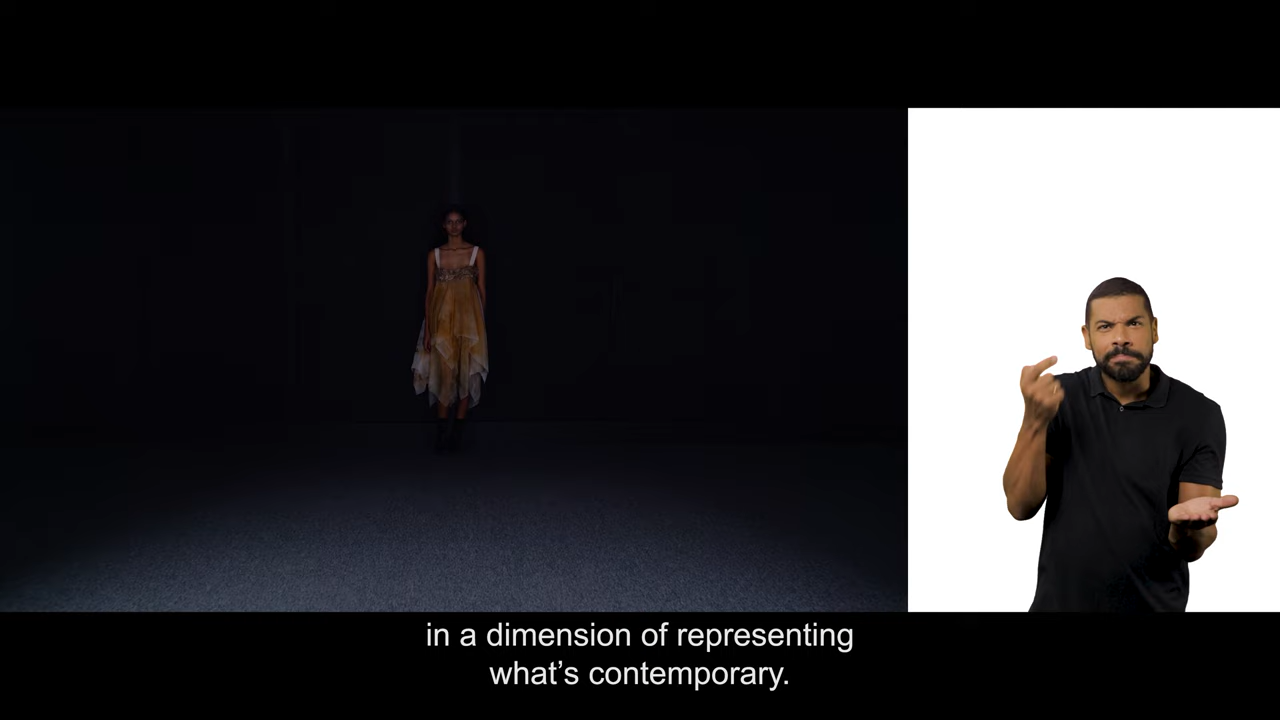 in a dimension of representing
what’s contemporary.